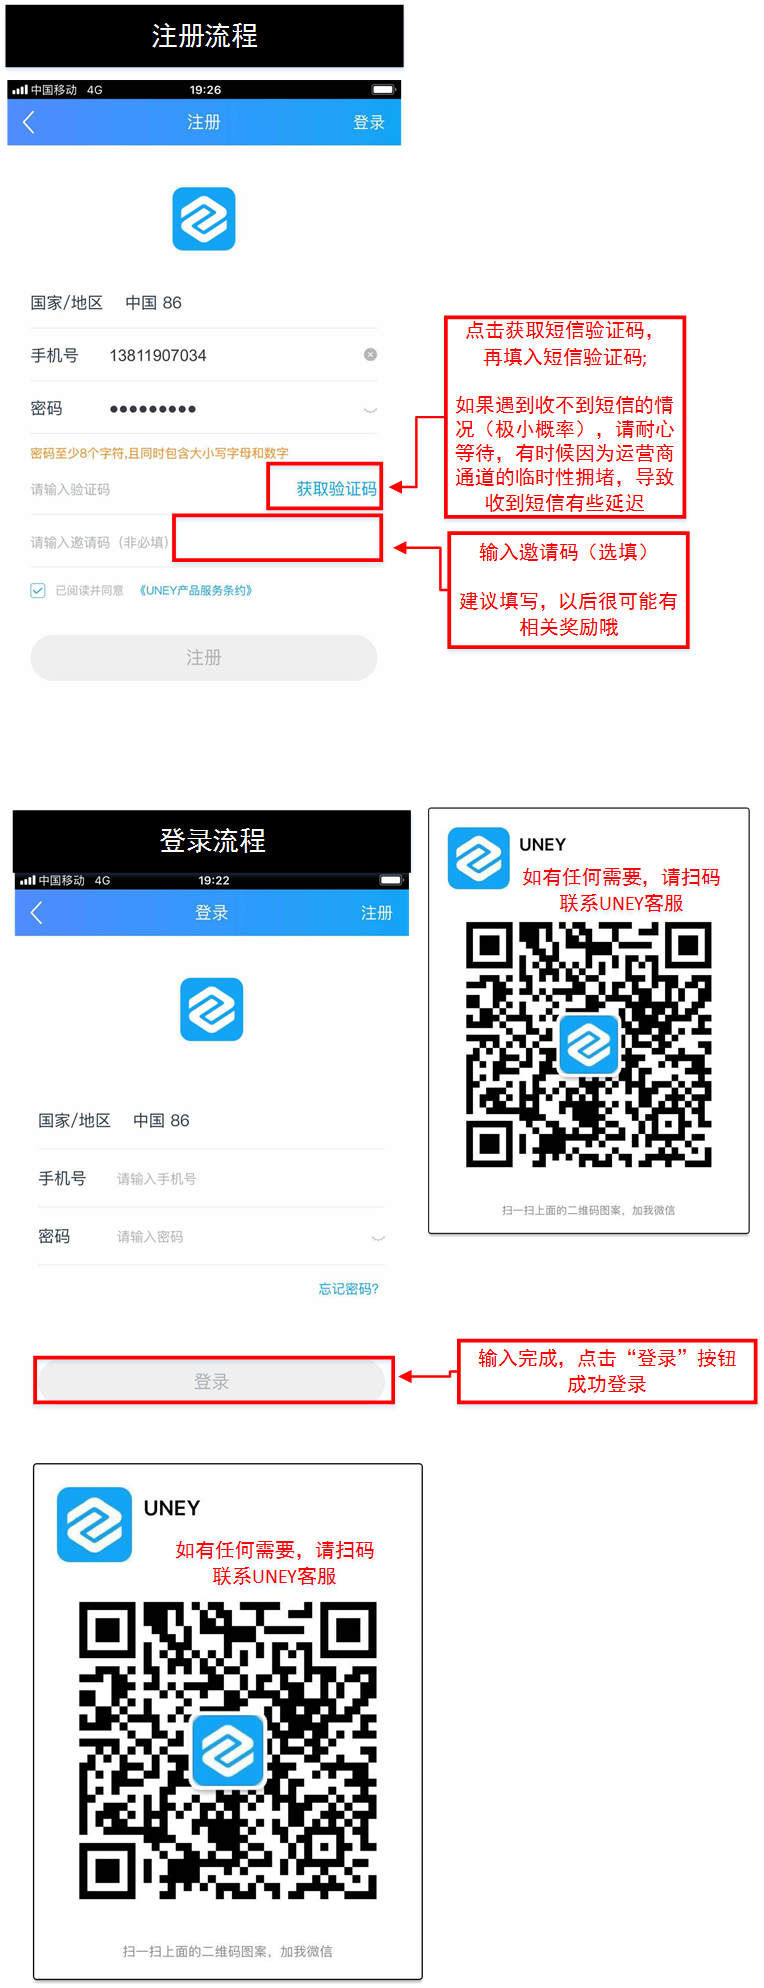 注册流程
中国移动 4G 19:26
注册 登录
国家/地区 中国 86
手机号 13811907034
密码 ●●●●●●●●●
密码至少8个字符,且同时包含大小写字母和数字
请输入验证码 获取验证码
请输入邀请码（非必填）
已阅读并同意 《UNEY产品服务条约》
注册
点击获取短信验证码，
再填入短信验证码;
如果遇到收不到短信的情
况（极小概率），请耐心
等待，有时候因为运营商
通道的临时性拥堵，导致
收到短信有些延迟
输入邀请码（选填）
建议填写，以后很可能有
相关奖励哦
登录流程
中国移动 4G 19:22
登录 注册
国家/地区 中国 86
手机号 请输入手机号
密码 请输入密码
忘记密码?
登录
UNEY
如有任何需要，请扫码
联系UNEY客服
扫一扫上面的二维码图案，加我微信
输入完成，点击“登录”按钮
成功登录
UNEY
如有任何需要，请扫码
联系UNEY客服
扫一扫上面的二维码图案，加我微信